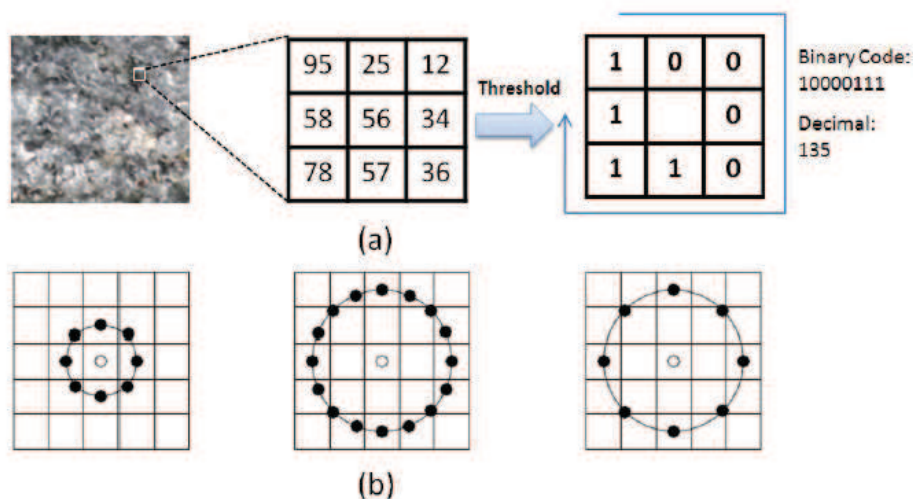 95 25 12
58 56 34
78 57 36
Threshold
1 0 0
1 0
1 1 0
Binary Code:
10000111
Decimal:
135
(a)
(b)